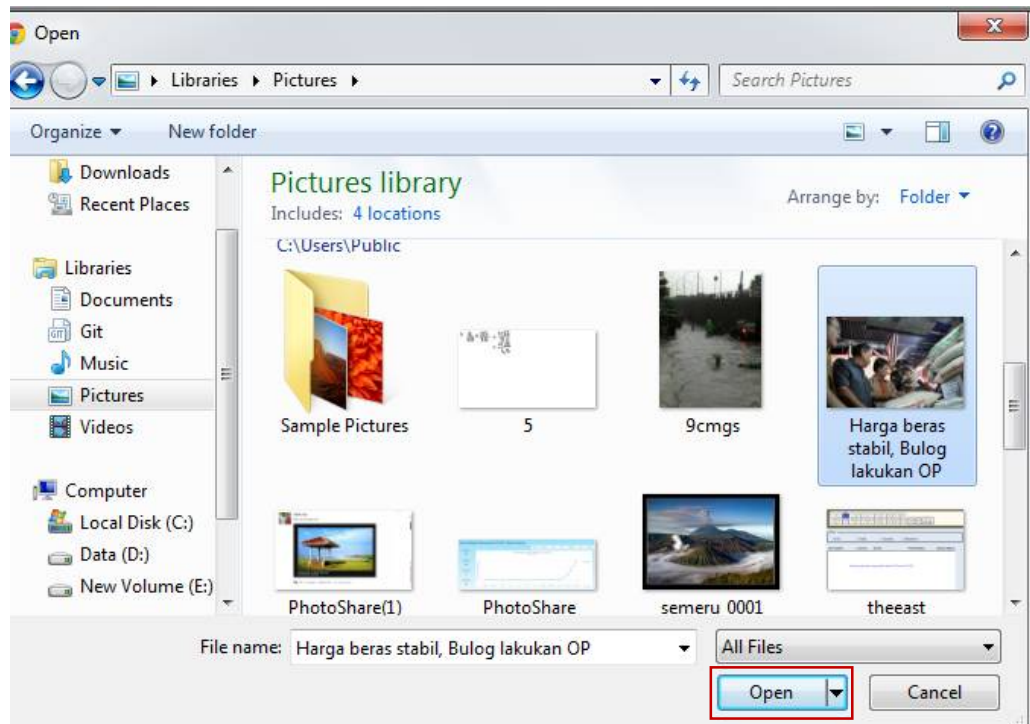 Open
Libraries Pictures
Search Pictures
Organize
New folder
Downloads
Recent Places
Libraries
Documents
Git
Music
Pictures
Videos
Computer
Local Disk (C:)
Data (D:)
New Volume (E:)
Pictures library
Includes: 4 locations
Arrange by: Folder
C:\Users\Public
Sample Pictures
5
9cmgs
Harga beras
stabil, Bulog
lakukan OP
PhotoShare(1)
PhotoShare
semeru 0001
theeast
File name: Harga beras stabil, Bulog lakukan OP
All Files
Open
Cancel